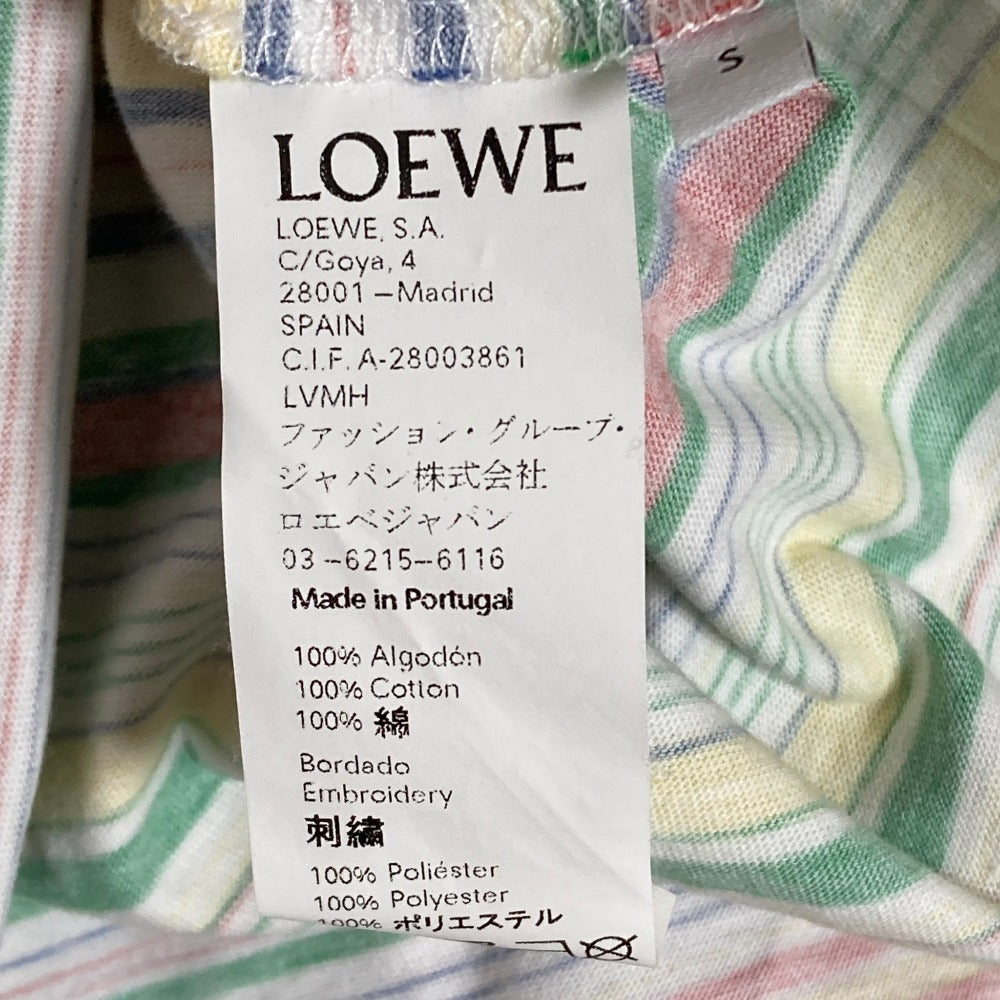 S
LOEWE
LOEWE, S.A.
C/Goya, 4
28001 –Madrid
SPAIN
C.I.F. A-28003861
LVMH
ファッション・グループ・
ジャパン株式会社
ロエベジャパン
03 –6215–6116
Made in Portugal
100% Algodón
100% Cotton
100% 綿
Bordado
Embroidery
刺繍
100% Poliéster
100% Polyester
100% ポリエステル